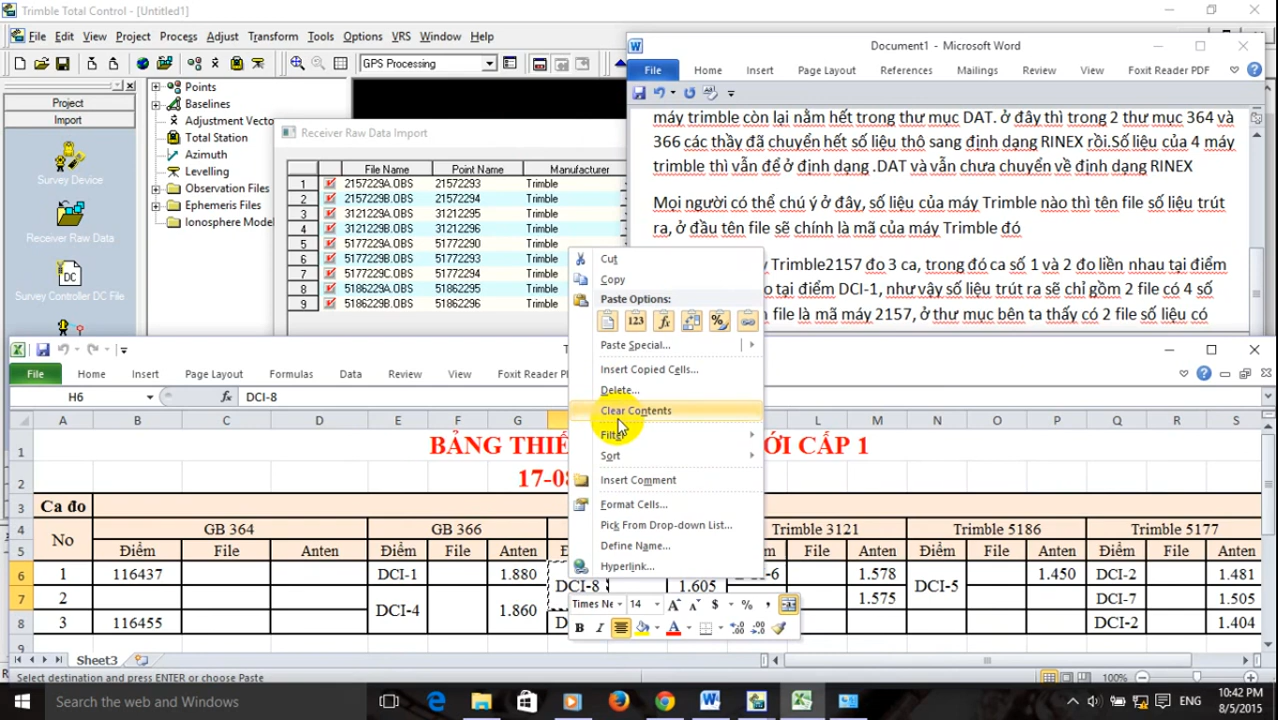 Trimble Total Control - [Untitled1]
File Edit View Project Process Adjust Transform Tools Options VRS Window Help
GPS Processing
Project
Import
Survey Device
Receiver Raw Data
Survey Controller DC File
Points
Baselines
Adjustment Vecto
Total Station
Azimuth
Levelling
Observation Files
Ephemeris Files
Ionosphere Model
Receiver Raw Data Import
File Name Point Name Manufacturer
1 2157229A.OBS 21572293 Trimble
2 2157229B.OBS 21572294 Trimble
3 3121229A.OBS 31212295 Trimble
4 3121229B.OBS 31212296 Trimble
5 5177229A.OBS 51772290 Trimble
6 5177229B.OBS 51772293 Trimble
7 5177229C.OBS 51772294 Trimble
8 5186229A.OBS 51862295 Trimble
9 5186229B.OBS 51862296 Trimble
Document1 - Microsoft Word
File Home Insert Page Layout References Mailings Review View Foxit Reader PDF
máy trimble còn lại nằm hết trong thư mục DAT. ở đây thì trong 2 thư mục 364 và
366 các thầy đã chuyển hết số liệu thô sang định dạng RINEX rồi.Số liệu của 4 máy
trimble thì vẫn để ở định dạng .DAT và vẫn chưa chuyển về định dạng RINEX
Mọi người có thể chú ý ở đây, số liệu của máy Trimble nào thì tên file số liệu trút
ra, ở đầu tên file sẽ chính là mã của máy Trimble đó
y Trimble2157 đo 3 ca, trong đó ca số 1 và 2 đo liền nhau tại điểm
o tại điểm DCI-1, như vậy số liệu trút ra sẽ chỉ gồm 2 file có 4 số
n file là mã máy 2157, ở thư mục bên ta thấy có 2 file số liệu có
File Home Insert Page Layout Formulas Data Review View Foxit Reader PD
H6 fx DCI-8
Cut
Copy
Paste Options:
123
Paste Special...
Insert Copied Cells...
Delete...
Clear Contents
Filter
Sort
Insert Comment
Format Cells...
Pick From Drop-down List...
Define Name...
Hyperlink...
Times Ne 14 A A $ % ,
B I A
A B C D E F G L M N O P Q R S
1 BẢNG THIẾ ỚI CẤP 1
2 17-08
3 Ca đo
4 No GB 364 GB 366 Trimble 3121 Trimble 5186 Trimble 5177
5 Điểm File Anten Điểm File Anten File Anten Điểm File Anten Điểm File Anten
6 1 116437 DCI-1 1.880 DCI-8 1.605 -6 1.578 DCI-5 1.450 DCI-2 1.481
7 2 DCI-4 1.860 1.575 DCI-7 1.505
8 3 116455 DCI-2 1.404
9
Sheet3
Select destination and press ENTER or choose Paste
100%
Search the web and Windows
ENG
10:42 PM
8/5/2015